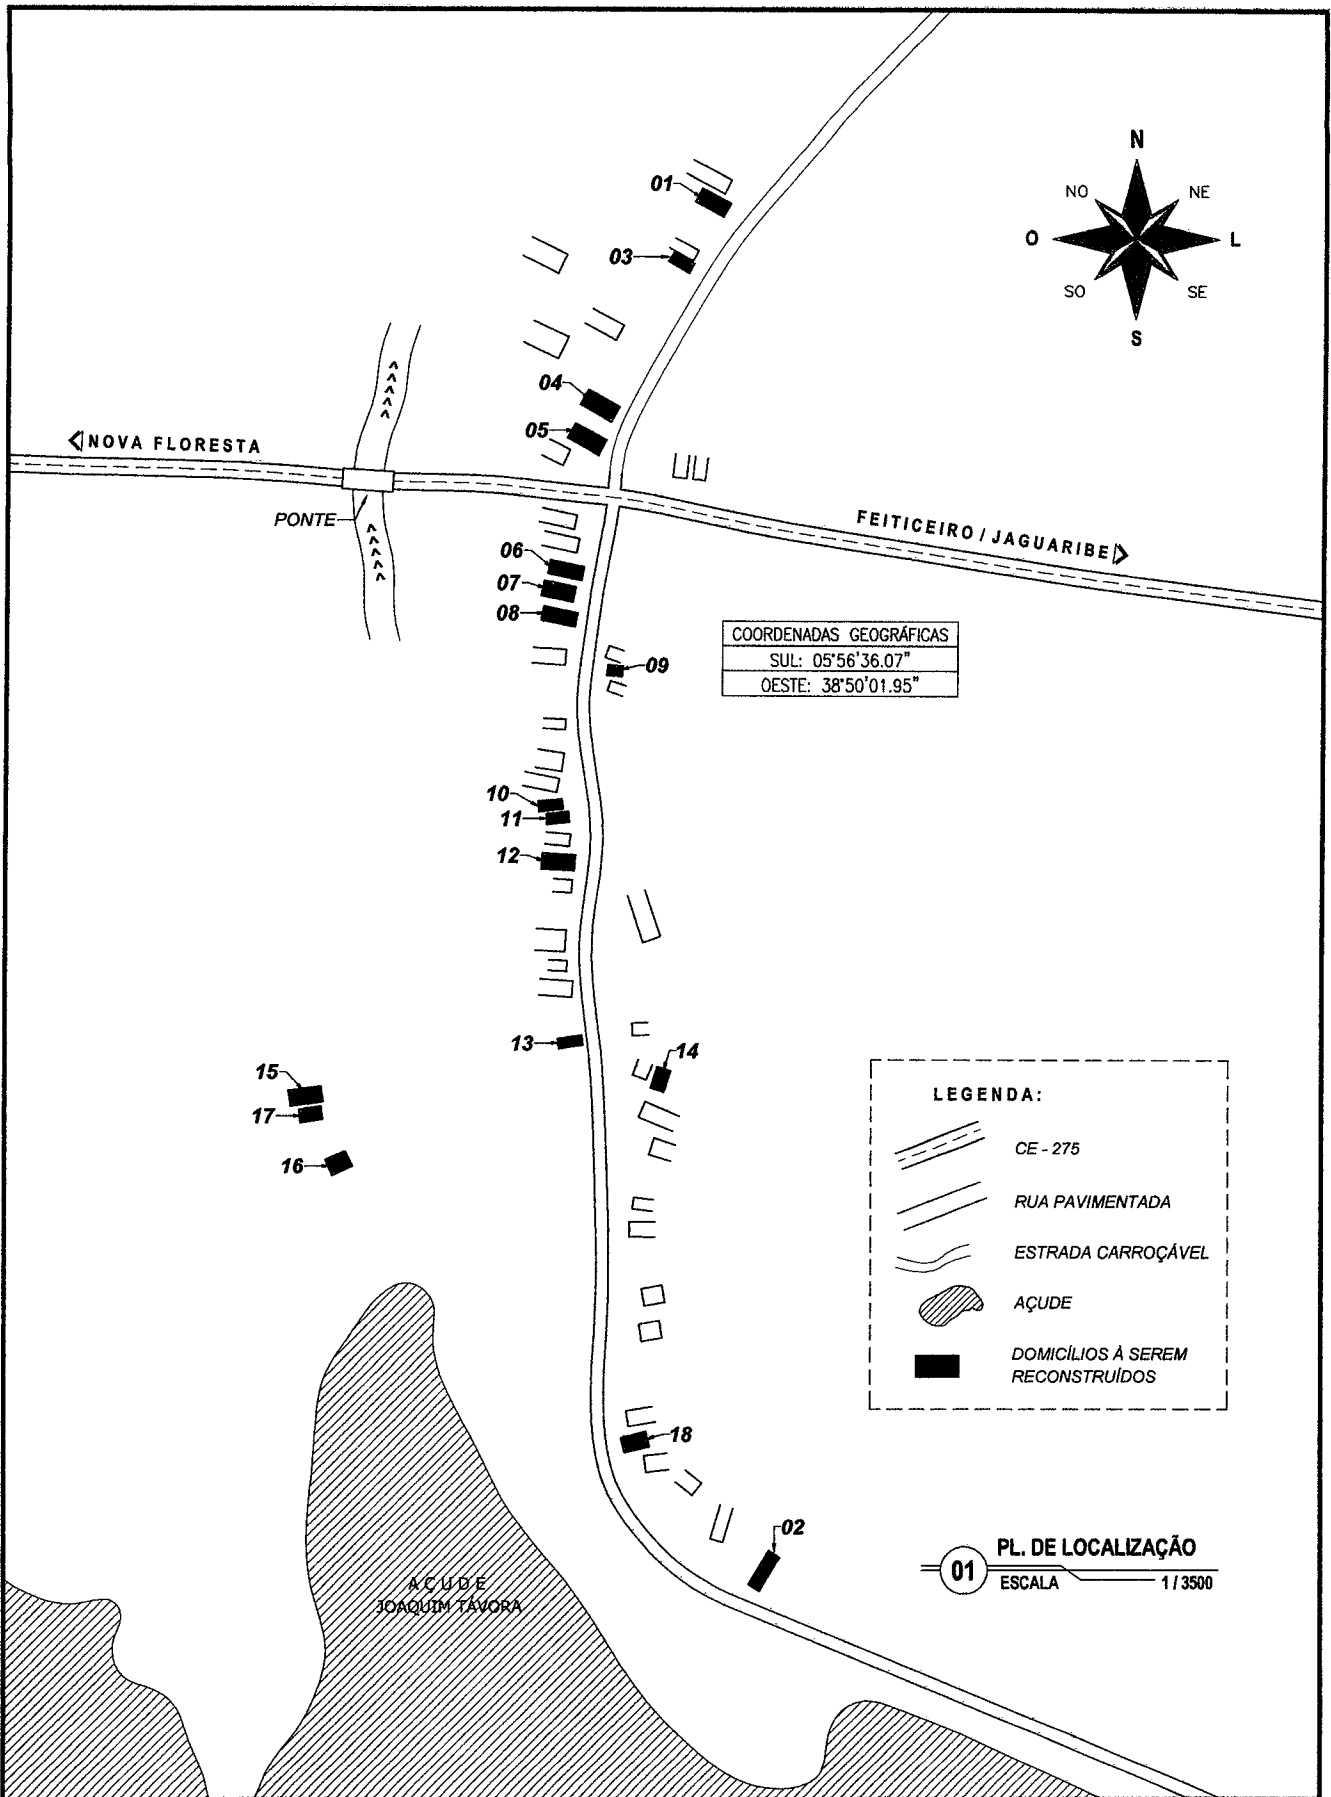 N
NO
NE
O
L
SO
SE
S
01
03
04
05
NOVA FLORESTA
PONTE
FEITICEIRO / JAGUARIBE
06
07
08
09
COORDENADAS GEOGRÁFICAS
SUL: 05°56'36.07"
OESTE: 38°50'01.95"
10
11
12
13
14
15
17
16
LEGENDA:
CE - 275
RUA PAVIMENTADA
ESTRADA CARROÇÁVEL
AÇUDE
DOMICÍLIOS À SEREM
RECONSTRUÍDOS
18
02
AÇUDE
JOAQUIM TÁVORA
01
PL. DE LOCALIZAÇÃO
ESCALA 1 / 3500